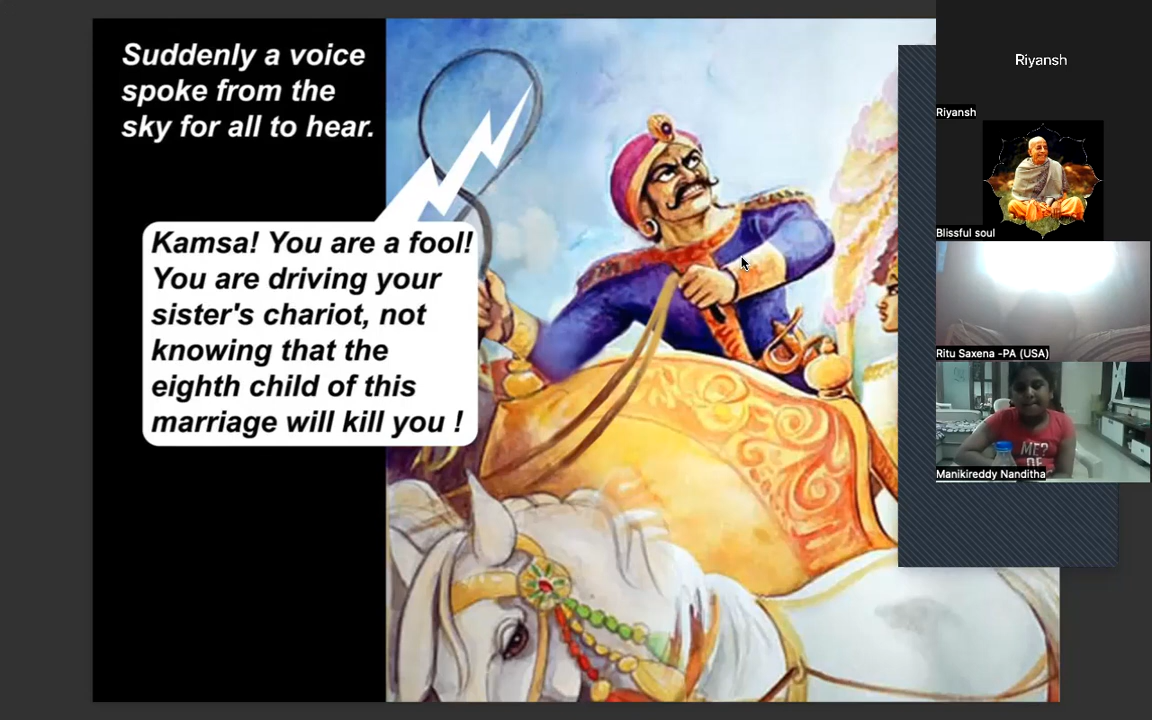 Suddenly a voice
spoke from the
sky for all to hear.
Kamsa! You are a fool!
You are driving your
sister's chariot, not
knowing that the
eighth child of this
marriage will kill you !
Riyansh
Riyansh
Blissful soul
Ritu Saxena -PA (USA)
ME?
Manikireddy Nanditha